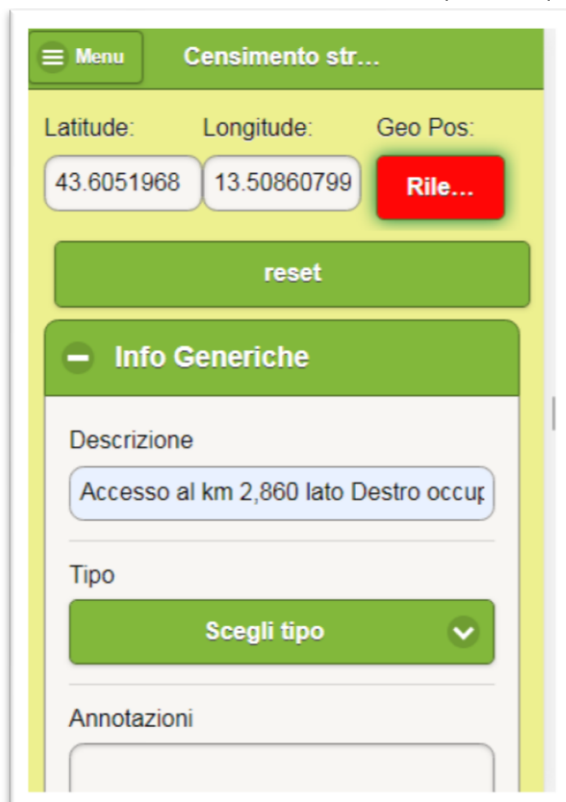 Menu Censimento str...
Latitude: Longitude: Geo Pos:
43.6051968 13.50860799 Rile...
reset
Info Generiche
Descrizione
Accesso al km 2,860 lato Destro occup
Tipo
Scegli tipo
Annotazioni